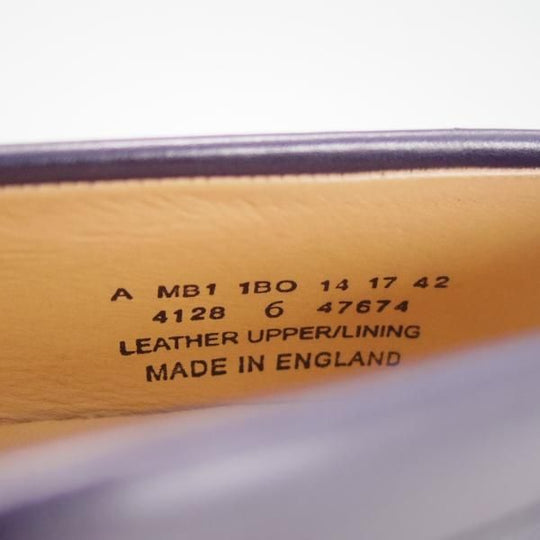 A MB1 1BO 14 17 42
4128 6 47674
LEATHER UPPER/LINING
MADE IN ENGLAND